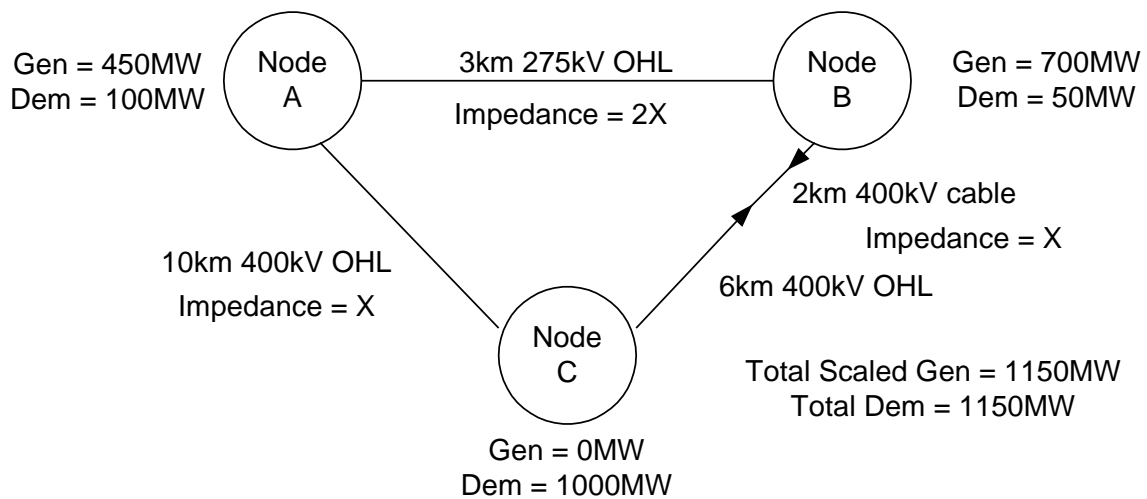 Gen = 450MW
Dem = 100MW
Node
A
3km 275kV OHL
Impedance = 2X
Node
B
Gen = 700MW
Dem = 50MW
2km 400kV cable
Impedance = X
10km 400kV OHL
Impedance = X
6km 400kV OHL
Node
C
Total Scaled Gen = 1150MW
Total Dem = 1150MW
Gen = 0MW
Dem = 1000MW